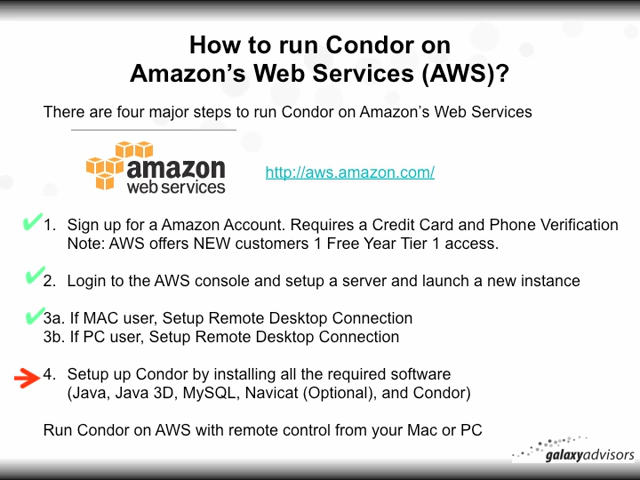 How to run Condor on
Amazon's Web Services (AWS)?
There are four major steps to run Condor on Amazon's Web Services
amazon
web services
http://aws.amazon.com/
1. Sign up for a Amazon Account. Requires a Credit Card and Phone Verification
Note: AWS offers NEW customers 1 Free Year Tier 1 access.
2. Login to the AWS console and setup a server and launch a new instance
3a. If MAC user, Setup Remote Desktop Connection
3b. If PC user, Setup Remote Desktop Connection
4. Setup up Condor by installing all the required software
(Java, Java 3D, MySQL, Navicat (Optional), and Condor)
Run Condor on AWS with remote control from your Mac or PC
galaxyadvisors